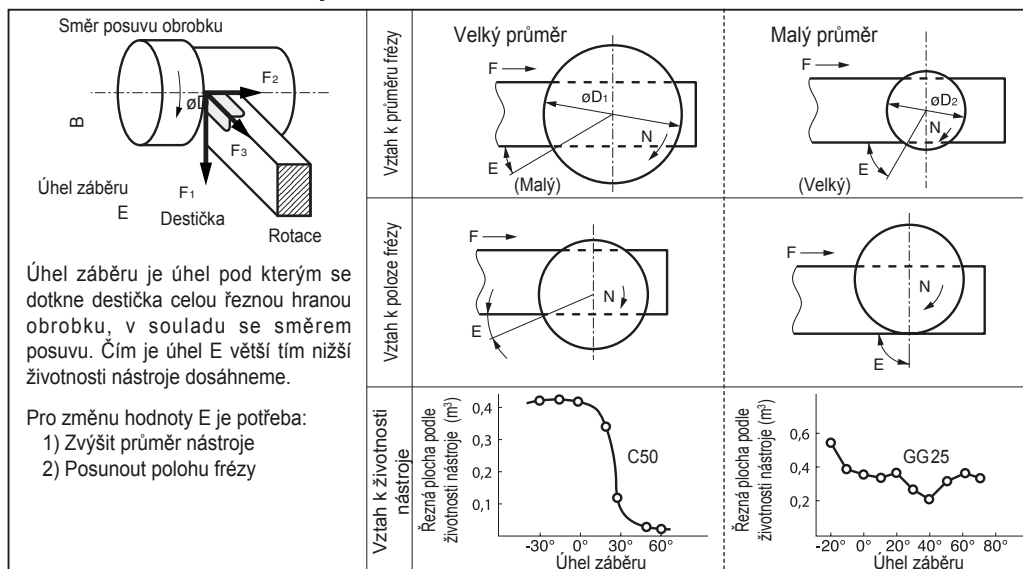 Směr posuvu obrobku
F2
øD
B
F3
F1
Úhel záběru
E
Destička
Rotace
Úhel záběru je úhel pod kterým se
dotkne destička celou řeznou hranou
obrobku, v souladu se směrem
posuvu. Čím je úhel E větší tím nižší
životnosti nástroje dosáhneme.
Pro změnu hodnoty E je potřeba:
1) Zvýšit průměr nástroje
2) Posunout polohu frézy
Vztah k průměru frézy
Velký průměr
F
øD1
N
E
(Malý)
Malý průměr
F
øD2
N
E
(Velký)
Vztah k poloze frézy
F
N
E
F
N
E
Vztah k životnosti
nástroje
Řezná plocha podle
životnosti nástroje (m³)
0,4
0,3
0,2
0,1
C50
-30° 0° 30° 60°
Úhel záběru
Řezná plocha podle
životnosti nástroje (m³)
0,6
0,4
0,2
GG25
-20° 0° 20° 40° 60° 80°
Úhel záběru